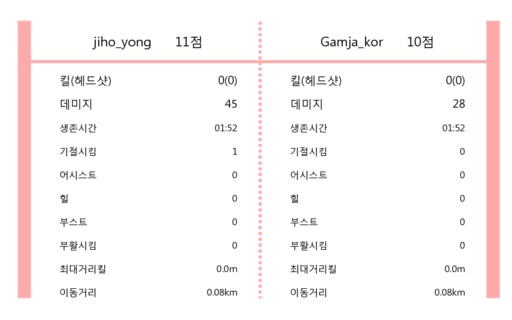 jiho_yong 11점 Gamja_kor 10점
킬(헤드샷) 0(0) 킬(헤드샷) 0(0)
데미지 45 데미지 28
생존시간 01:52 생존시간 01:52
기절시킴 1 기절시킴 0
어시스트 0 어시스트 0
힐 0 힐 0
부스트 0 부스트 0
부활시킴 0 부활시킴 0
최대거리킬 0.0m 최대거리킬 0.0m
이동거리 0.08km 이동거리 0.08km